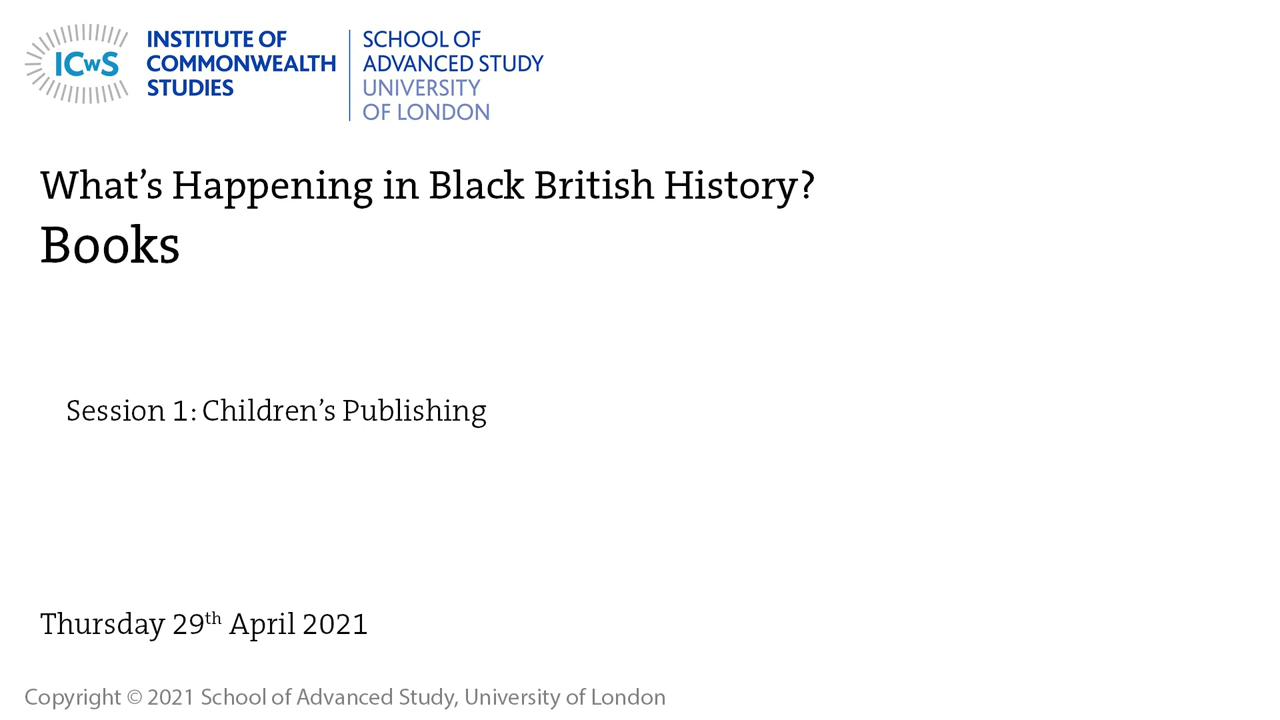 ICwS
INSTITUTE OF
COMMONWEALTH
STUDIES
SCHOOL OF
ADVANCED STUDY
UNIVERSITY
OF LONDON
What’s Happening in Black British History?
Books
Session 1: Children’s Publishing
Thursday 29th April 2021
Copyright © 2021 School of Advanced Study, University of London